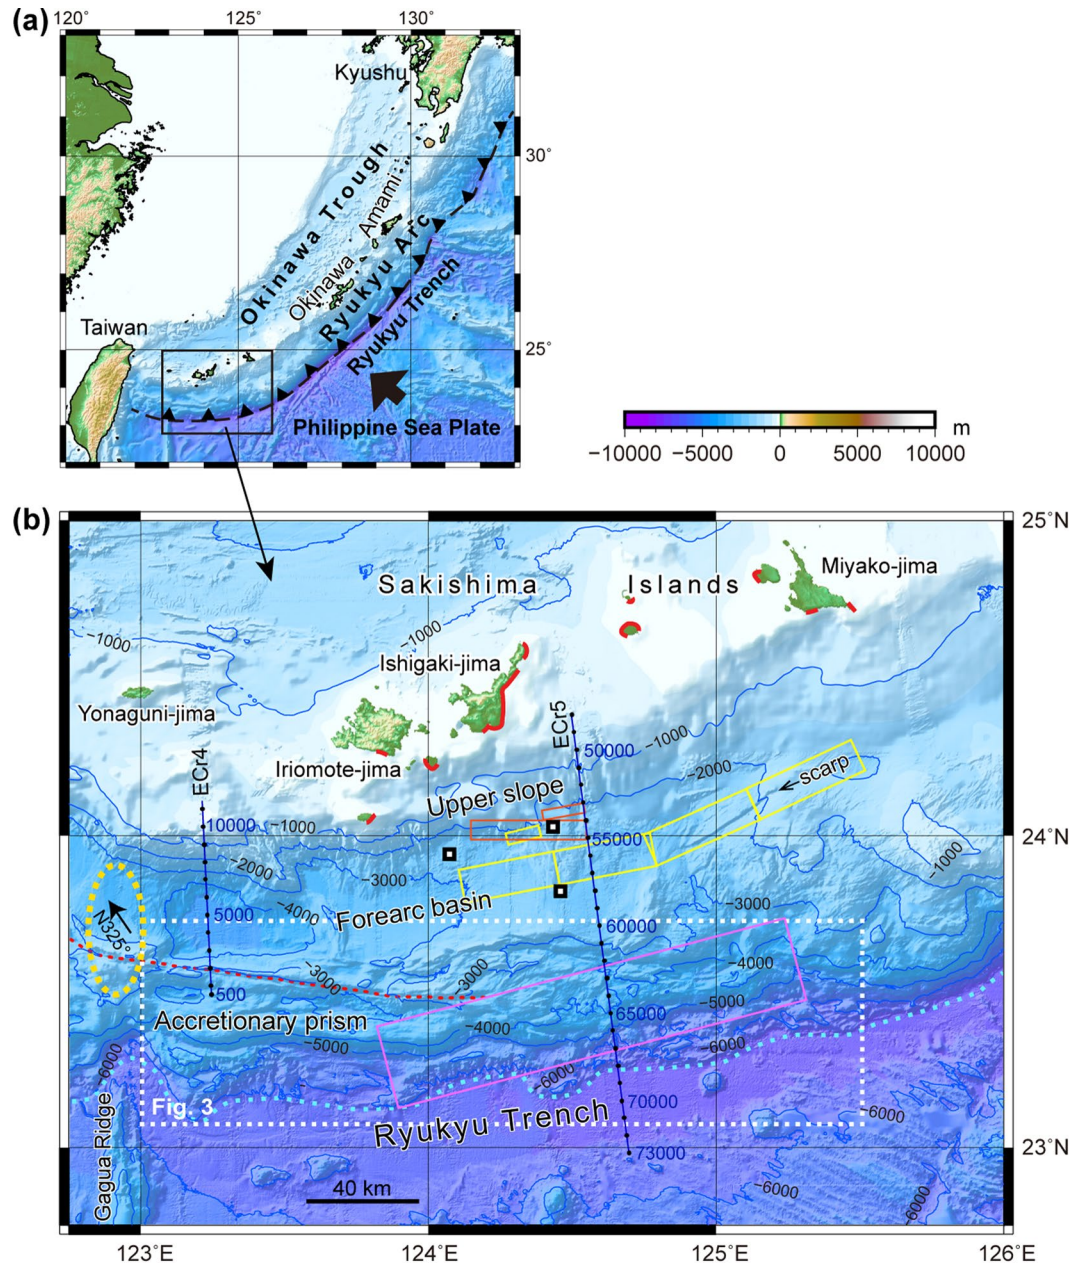 (a)
120°
125°
130°
Kyushu
30°
Okinawa Trough
Amami
Okinawa
Ryukyu Arc
Ryukyu Trench
Taiwan
25°
Philippine Sea Plate
−10000 −5000 0 5000 10000 m
(b)
25°N
Sakishima Islands
Miyako-jima
−1000
−1000
Ishigaki-jima
Yonaguni-jima
ECr5
50000
−1000
Iriomote-jima
−2000
scarp
ECr4
Upper slope
10000
−1000
55000
24°N
−2000
−3000
−1000
−4000
Forearc basin
5000
−3000
60000
N325°
−3000
−3000
−4000
500
−5000
65000
Accretionary prism
−4000
−5000
−6000
−6000
−6000
70000
Fig. 3
−6000
Ryukyu Trench
Gagua Ridge
73000
23°N
40 km
−6000
−6000
123°E
124°E
125°E
126°E